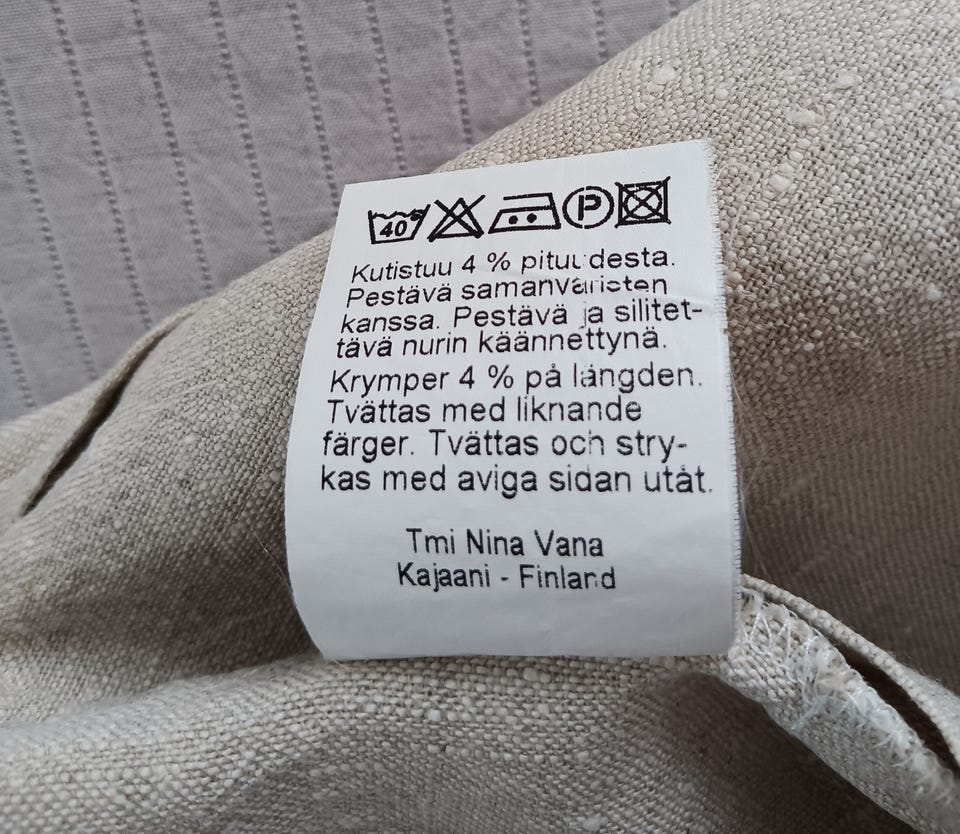 40°
P
Kutistuu 4 % pituudesta.
Pestävä samanväristen
kanssa. Pestävä ja silitet-
tävä nurin käännettynä.
Krymper 4 % på längden.
Tvättas med liknande
färger. Tvättas och stry-
kas med aviga sidan utåt.
Tmi Nina Vana
Kajaani - Finland